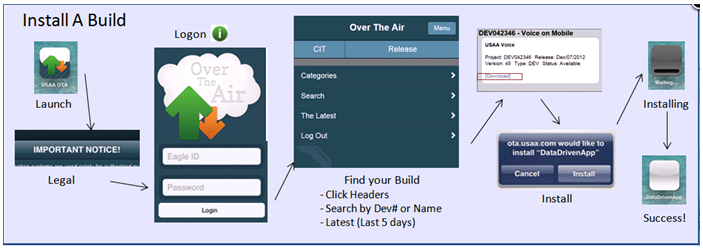 Install A Build
USAA OTA
Launch
IMPORTANT NOTICE!
Legal
Logon i
Over
The
Air
Eagle ID
Password
Login
Over The Air
Menu
CIT
Release
Categories
Search
The Latest
Log Out
Find your Build
- Click Headers
- Search by Dev# or Name
- Latest (Last 5 days)
DEV042346 - Voice on Mobile
USAA Voice
Project: DEV042346 Release: Dec/07/2012
Version: 45 Type: DEV Status: Available
Download
ota.usaa.com would like to
install “DataDrivenApp”
Cancel
Install
Install
Waiting...
Installing
DataDrivenApp
Success!